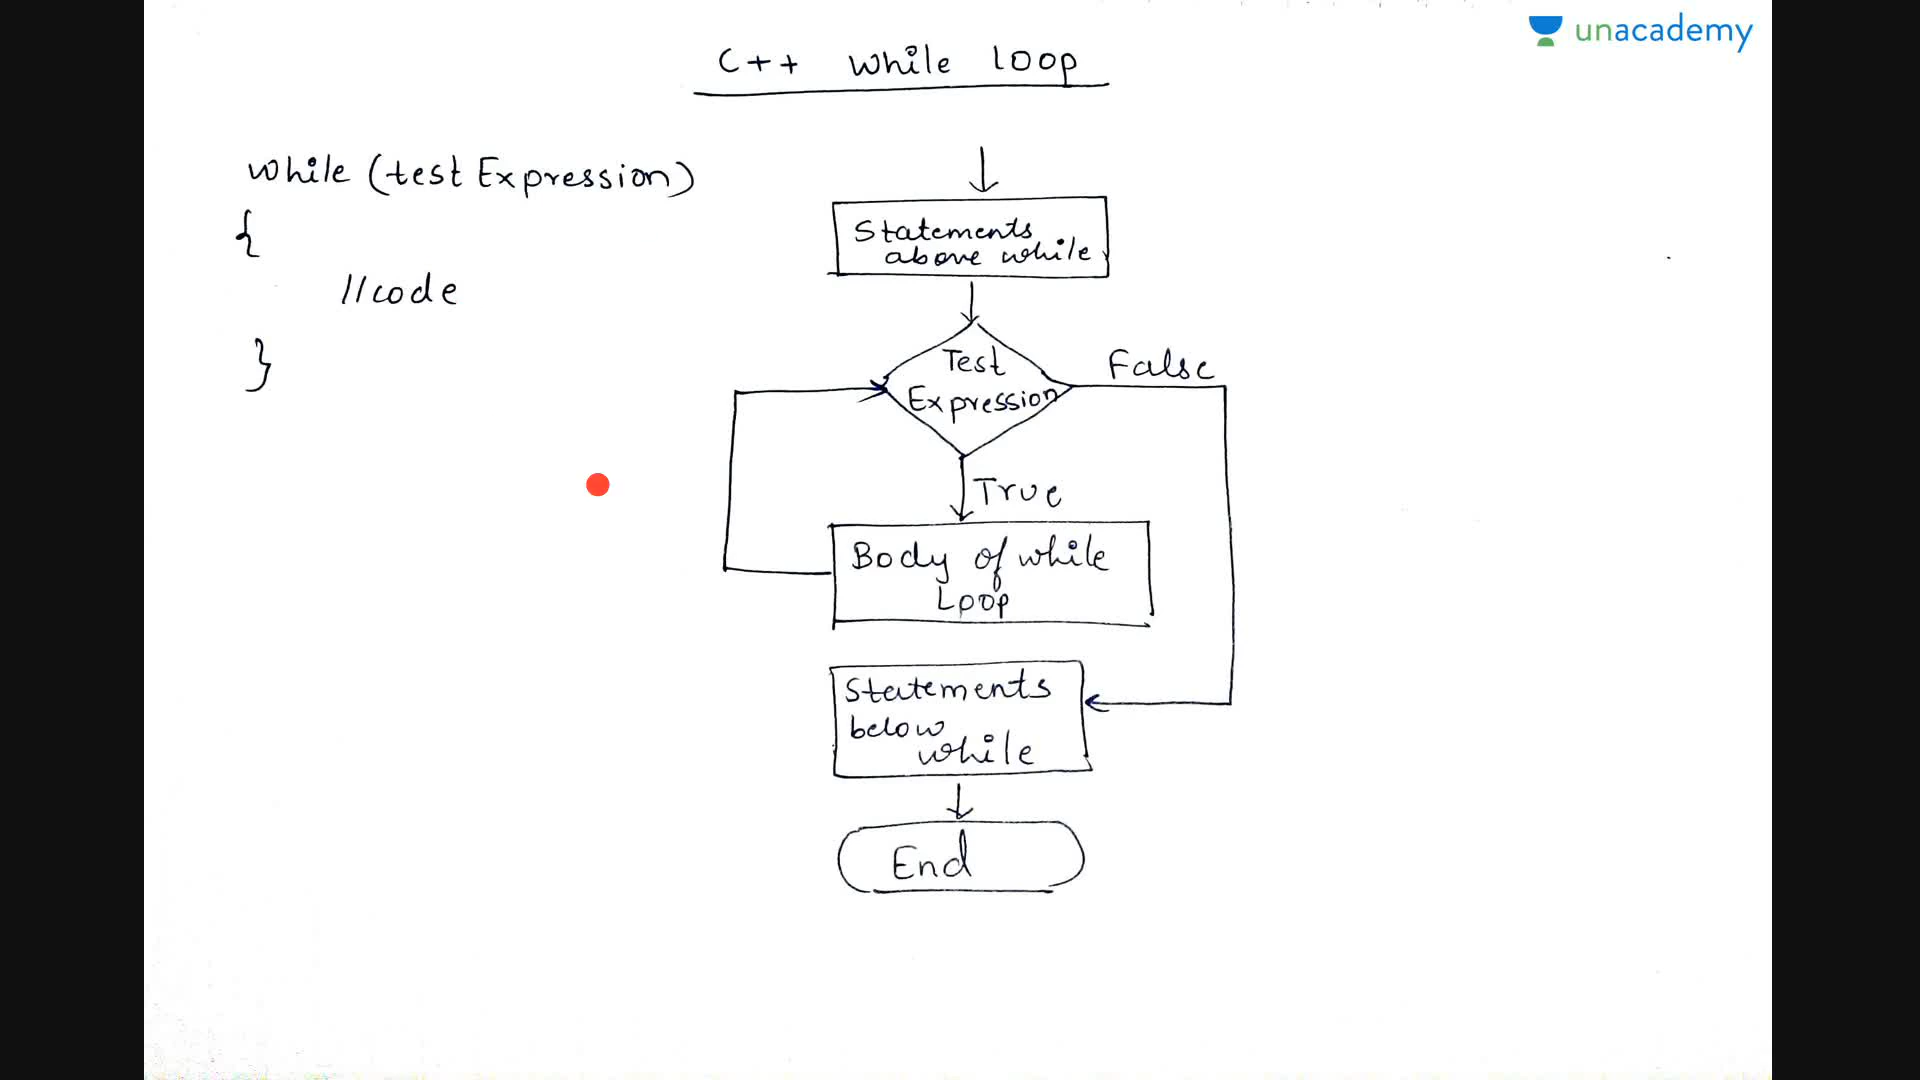 unacademy
C++ while loop
while (test Expression)
{
//code
}
Statements
above while
Test
Expression
False
True
Body of while
Loop
Statements
below
while
End